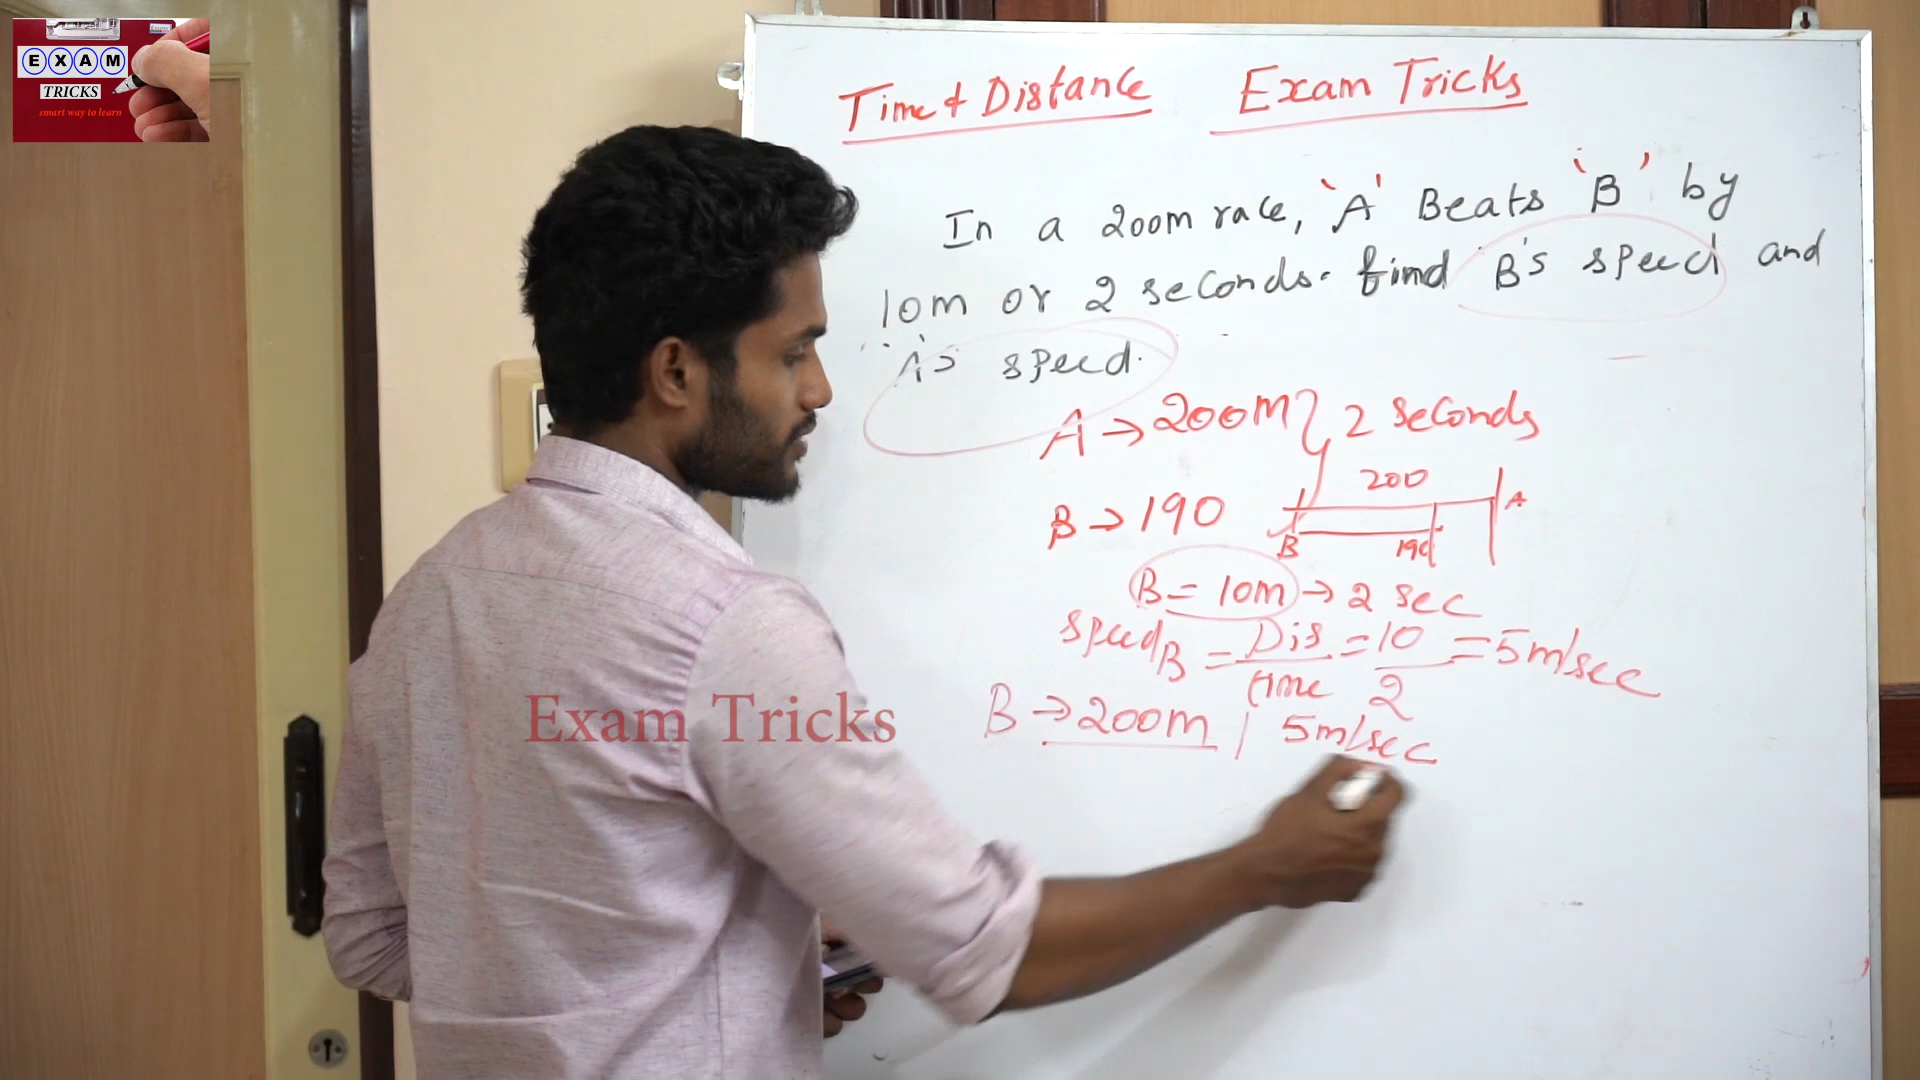 EXAM
TRICKS
smart way to learn
Time & Distance Exam Tricks
In a 200m race, 'A' Beats 'B' by
10m or 2 seconds. find B's speed and
A's speed.
A → 200M } 2 seconds
200
A
B → 190
B
190
B = 10m → 2 sec
speed B = Dis / time = 10 / 2 = 5m/sec
B → 200m | 5m/sec
Exam Tricks